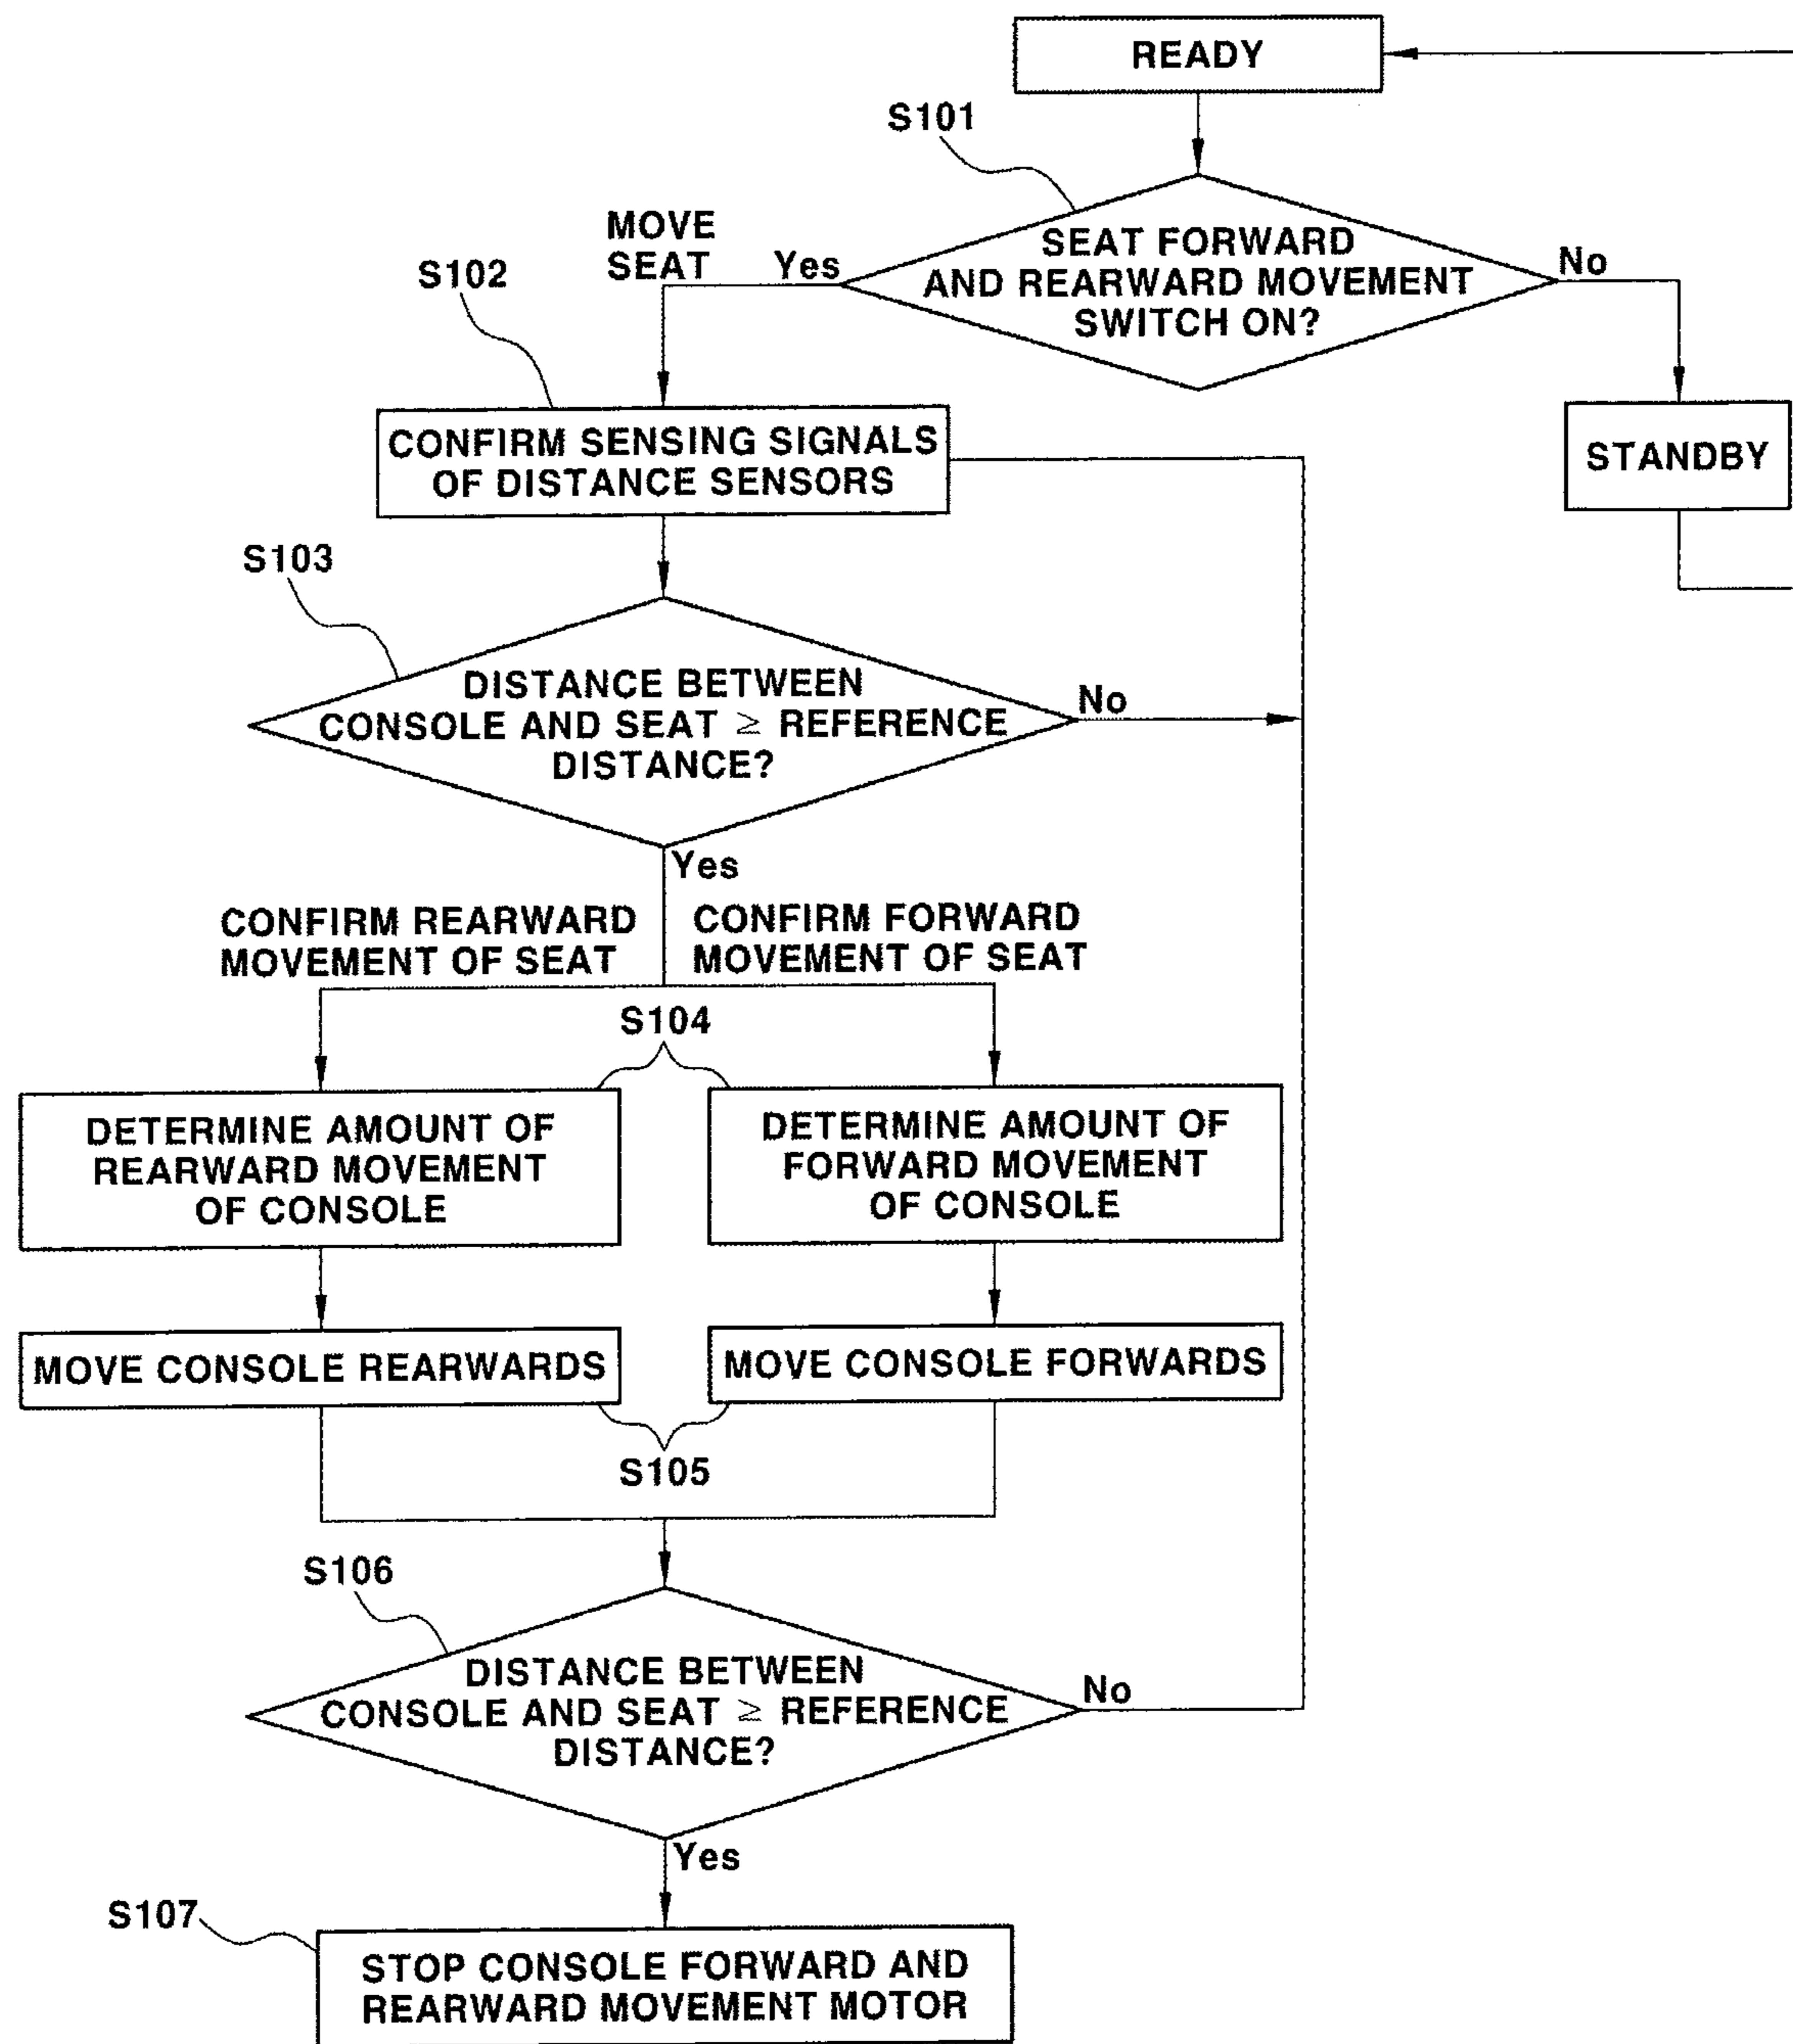 READY
S101
SEAT FORWARD
AND REARWARD MOVEMENT
SWITCH ON?
MOVE
SEAT
Yes
No
S102
CONFIRM SENSING SIGNALS
OF DISTANCE SENSORS
STANDBY
S103
DISTANCE BETWEEN
CONSOLE AND SEAT ≥ REFERENCE
DISTANCE?
No
Yes
CONFIRM REARWARD
MOVEMENT OF SEAT
CONFIRM FORWARD
MOVEMENT OF SEAT
S104
DETERMINE AMOUNT OF
REARWARD MOVEMENT
OF CONSOLE
DETERMINE AMOUNT OF
FORWARD MOVEMENT
OF CONSOLE
MOVE CONSOLE REARWARDS
MOVE CONSOLE FORWARDS
S105
S106
DISTANCE BETWEEN
CONSOLE AND SEAT ≥ REFERENCE
DISTANCE?
No
Yes
S107
STOP CONSOLE FORWARD AND
REARWARD MOVEMENT MOTOR